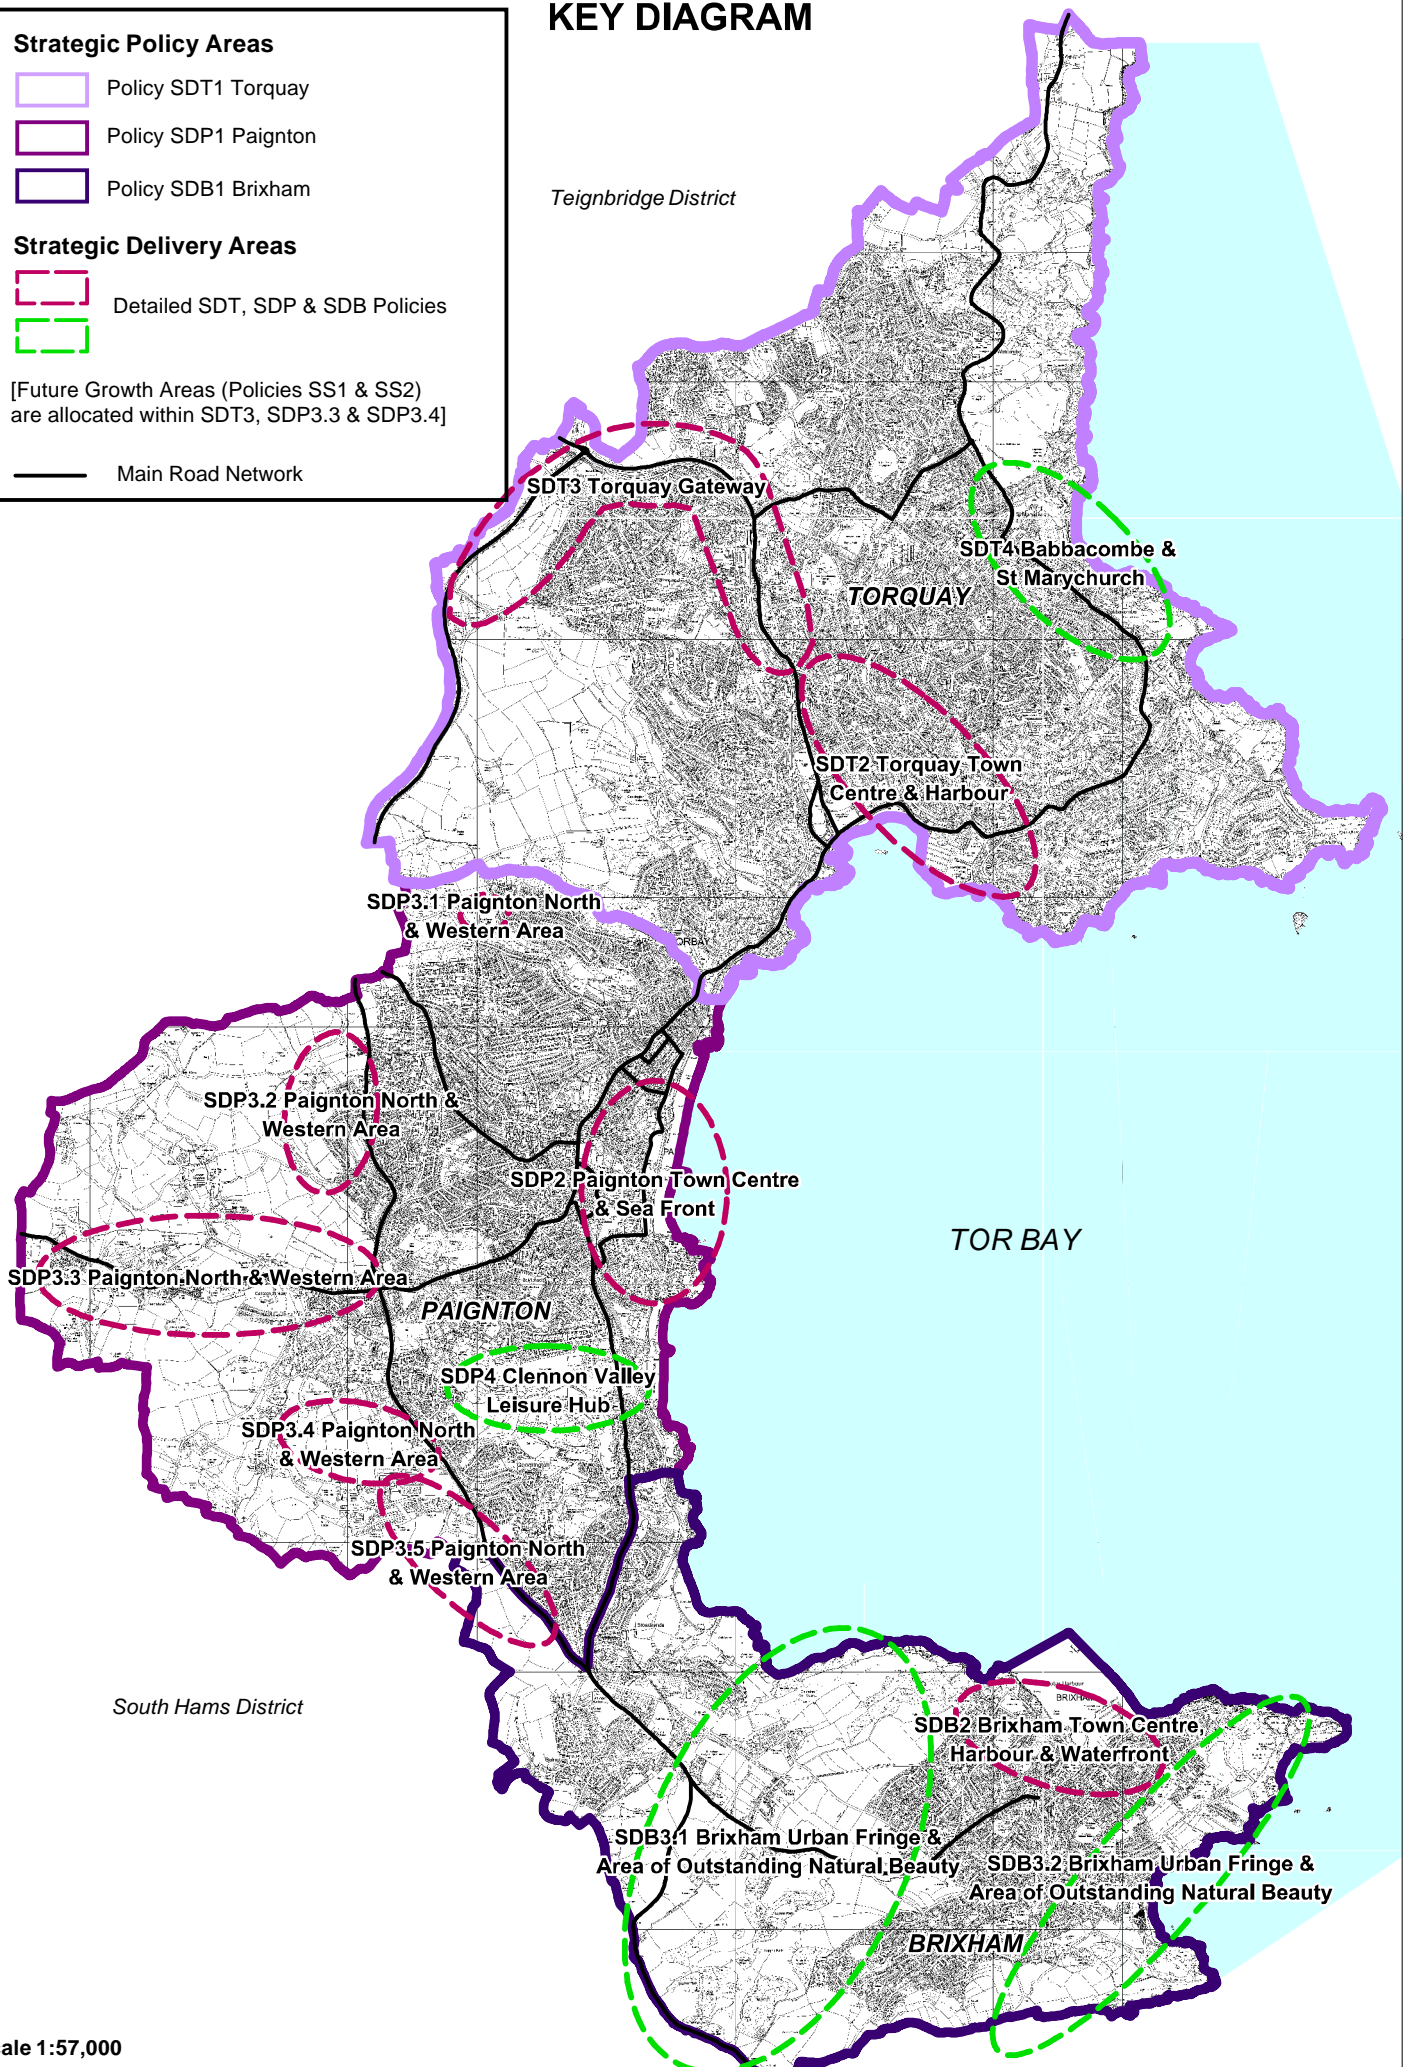 KEY DIAGRAM
Strategic Policy Areas
Policy SDT1 Torquay
Policy SDP1 Paignton
Policy SDB1 Brixham
Strategic Delivery Areas
Detailed SDT, SDP & SDB Policies
[Future Growth Areas (Policies SS1 & SS2)
are allocated within SDT3, SDP3.3 & SDP3.4]
Main Road Network
Teignbridge District
SDT3 Torquay Gateway
SDT4 Babbacombe &
St Marychurch
TORQUAY
SDT2 Torquay Town
Centre & Harbour
SDP3.1 Paignton North
& Western Area
ORBAY
SDP3.2 Paignton North &
Western Area
SDP2 Paignton Town Centre
& Sea Front
TOR BAY
SDP3.3 Paignton North & Western Area
PAIGNTON
SDP4 Clennon Valley
Leisure Hub
SDP3.4 Paignton North
& Western Area
SDP3.5 Paignton North
& Western Area
South Hams District
BRIXHAM
SDB2 Brixham Town Centre,
Harbour & Waterfront
SDB3.1 Brixham Urban Fringe &
Area of Outstanding Natural Beauty
SDB3.2 Brixham Urban Fringe &
Area of Outstanding Natural Beauty
BRIXHAM
ale 1:57,000